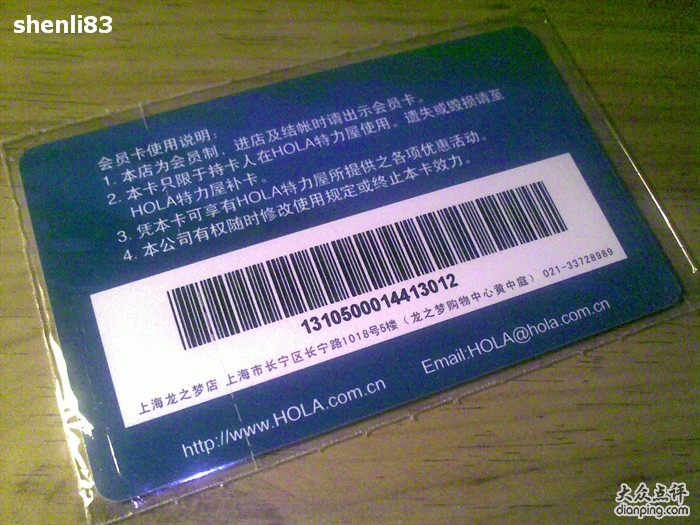 shenli83
会员卡使用说明：
1. 本店为会员制，进店及结帐时请出示会员卡。
2. 本卡只限于持卡人在HOLA特力屋使用。遗失或毁损请至
HOLA特力屋补卡。
3. 凭本卡可享有HOLA特力屋所提供之各项优惠活动。
4. 本公司有权随时修改使用规定或终止本卡效力。
1310500014413012
上海龙之梦店 上海市长宁区长宁路1018号5楼（龙之梦购物中心黄中庭） 021-33728989
http://www.HOLA.com.cn Email:HOLA@hola.com.cn
大众点评
dianping.com